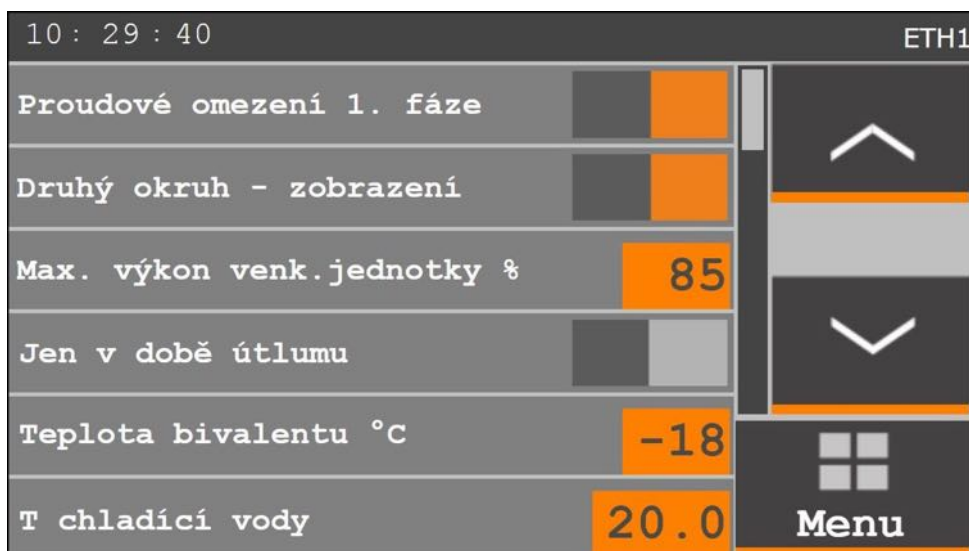 10: 29:40
ETH1
Proudové omezení 1. fáze
Druhý okruh - zobrazení
Max. výkon venk.jednotky %
85
Jen v době útlumu
Teplota bivalentu °C
-18
T chladící vody
20.0
Menu